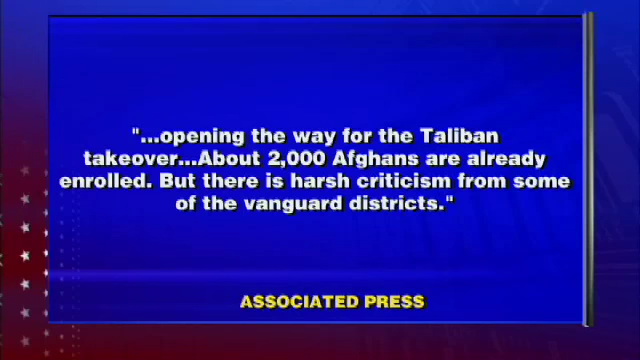 "...opening the way for the Taliban
takeover...About 2,000 Afghans are already
enrolled. But there is harsh criticism from some
of the vanguard districts."
ASSOCIATED PRESS